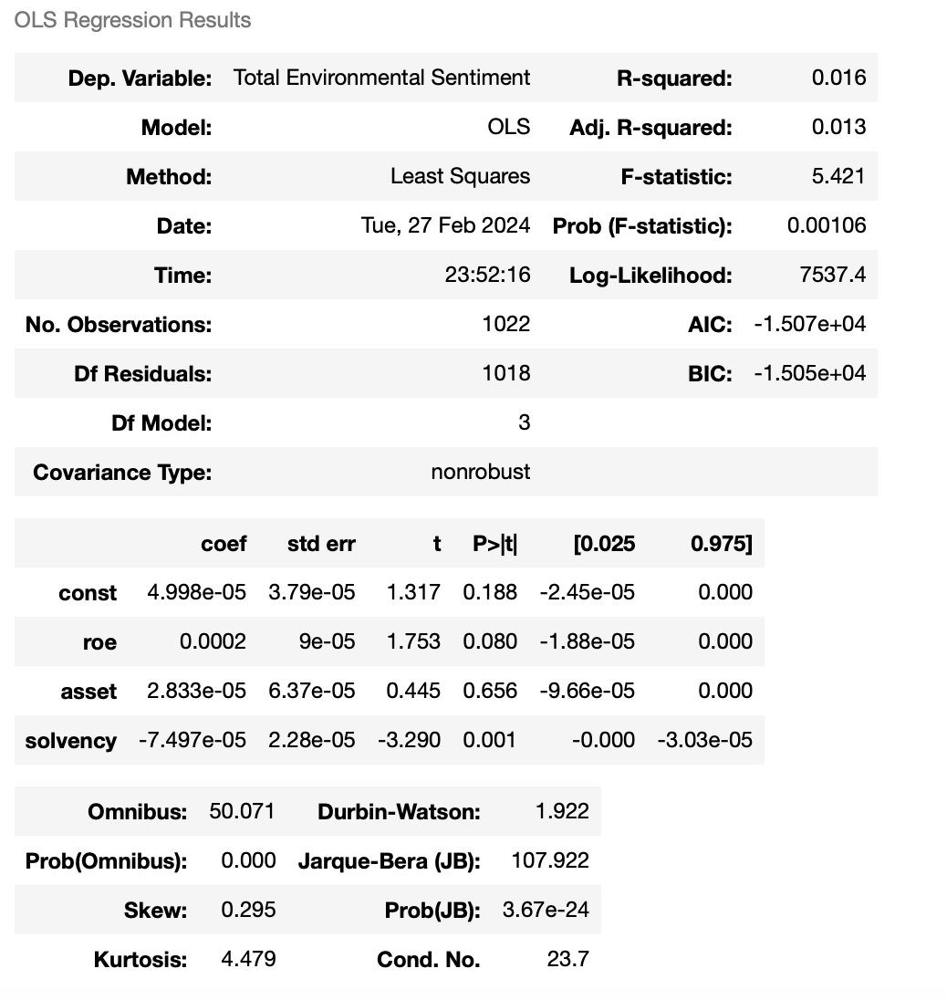 OLS Regression Results
Dep. Variable: Total Environmental Sentiment R-squared: 0.016
Model: OLS Adj. R-squared: 0.013
Method: Least Squares F-statistic: 5.421
Date: Tue, 27 Feb 2024 Prob (F-statistic): 0.00106
Time: 23:52:16 Log-Likelihood: 7537.4
No. Observations: 1022 AIC: -1.507e+04
Df Residuals: 1018 BIC: -1.505e+04
Df Model: 3
Covariance Type: nonrobust
coef std err t P>|t| [0.025 0.975]
const 4.998e-05 3.79e-05 1.317 0.188 -2.45e-05 0.000
roe 0.0002 9e-05 1.753 0.080 -1.88e-05 0.000
asset 2.833e-05 6.37e-05 0.445 0.656 -9.66e-05 0.000
solvency -7.497e-05 2.28e-05 -3.290 0.001 -0.000 -3.03e-05
Omnibus: 50.071 Durbin-Watson: 1.922
Prob(Omnibus): 0.000 Jarque-Bera (JB): 107.922
Skew: 0.295 Prob(JB): 3.67e-24
Kurtosis: 4.479 Cond. No. 23.7